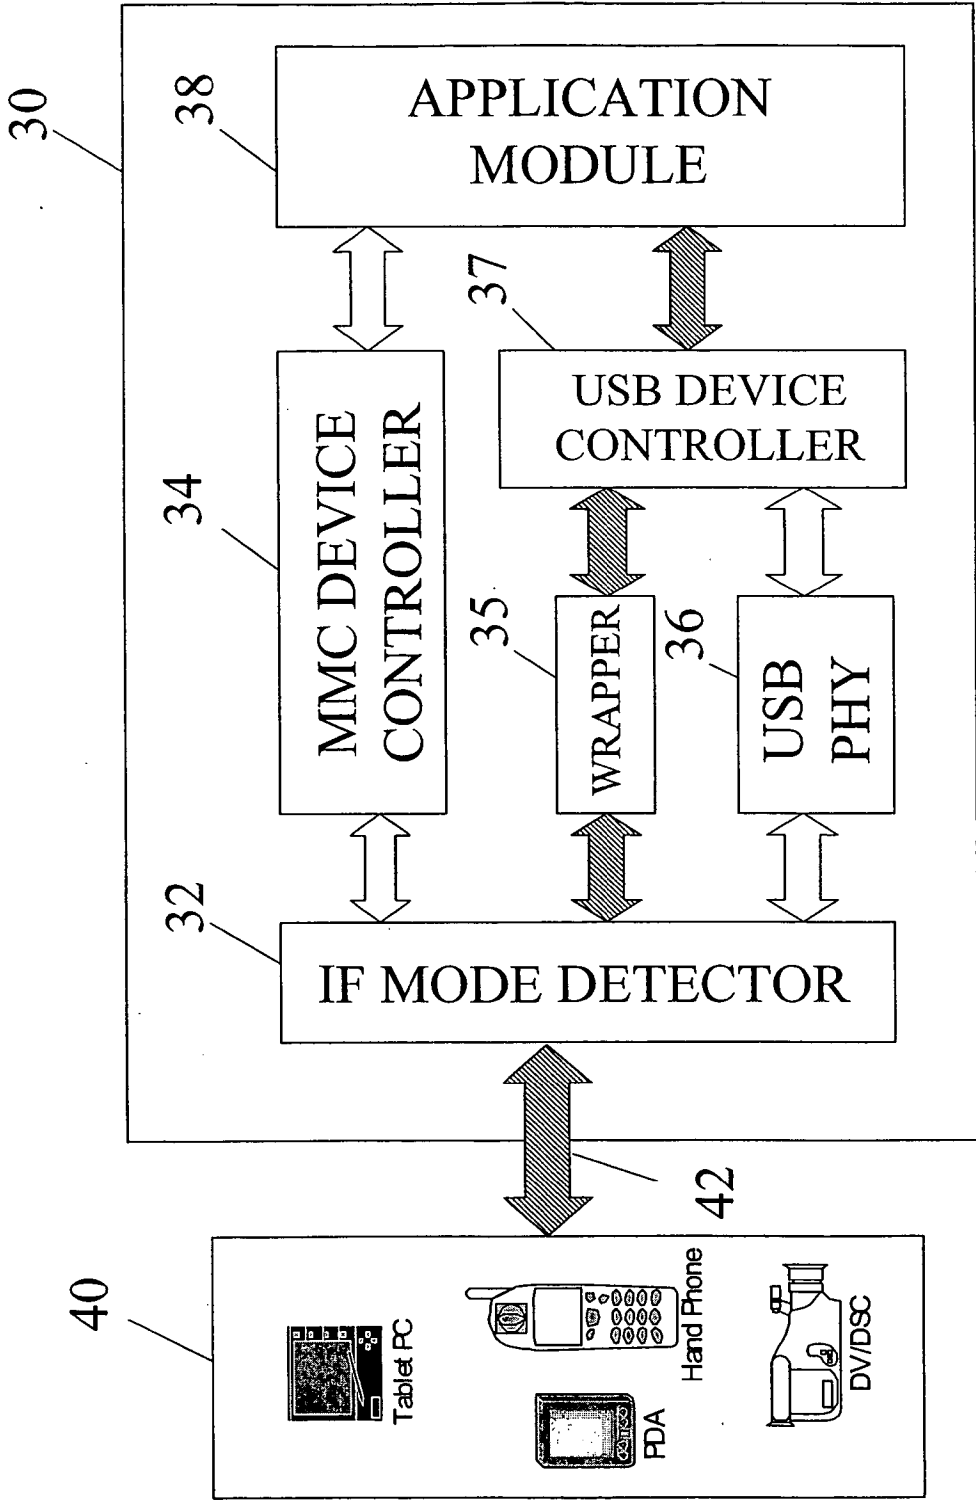 30
38
APPLICATION
MODULE
37
34
MMC DEVICE
CONTROLLER
USB DEVICE
CONTROLLER
35
WRAPPER
36
USB
PHY
32
IF MODE DETECTOR
42
40
Tablet PC
Hand Phone
PDA
DV/DSC